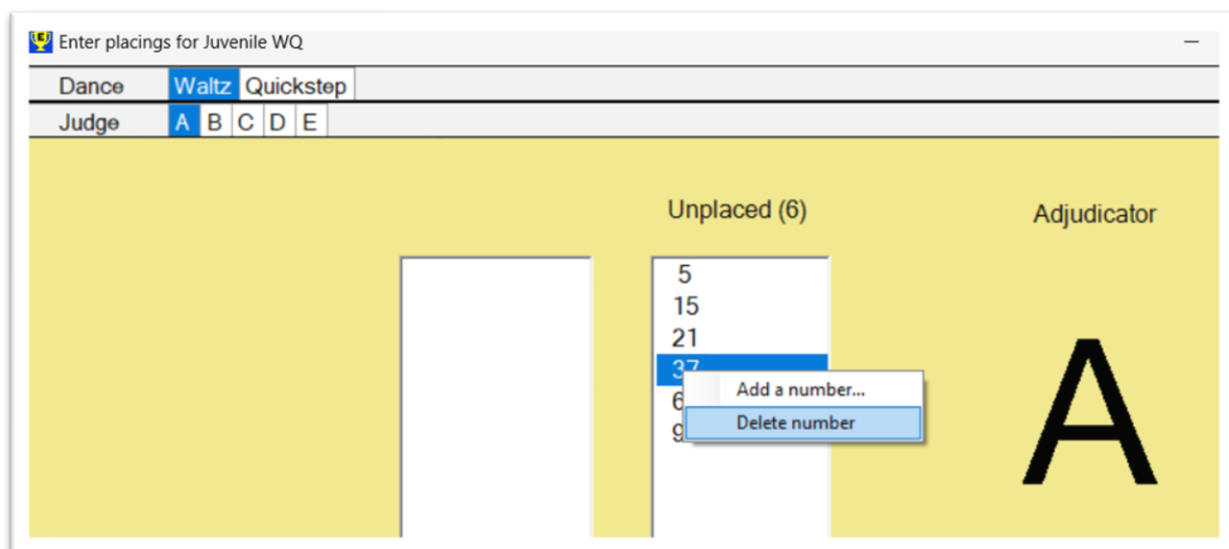 Enter placings for Juvenile WQ
Dance Waltz Quickstep
Judge A B C D E
Unplaced (6)
Adjudicator
5
15
21
37
Add a number...
Delete number
A